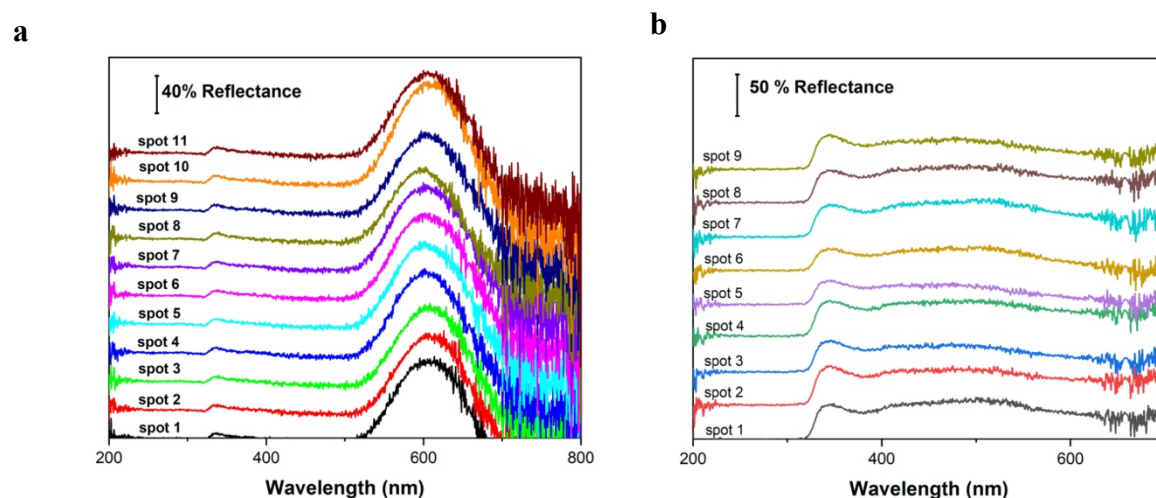 a
40% Reflectance
spot 11
spot 10
spot 9
spot 8
spot 7
spot 6
spot 5
spot 4
spot 3
spot 2
spot 1
200
400
600
800
Wavelength (nm)
b
50 % Reflectance
spot 9
spot 8
spot 7
spot 6
spot 5
spot 4
spot 3
spot 2
spot 1
200
400
600
Wavelength (nm)